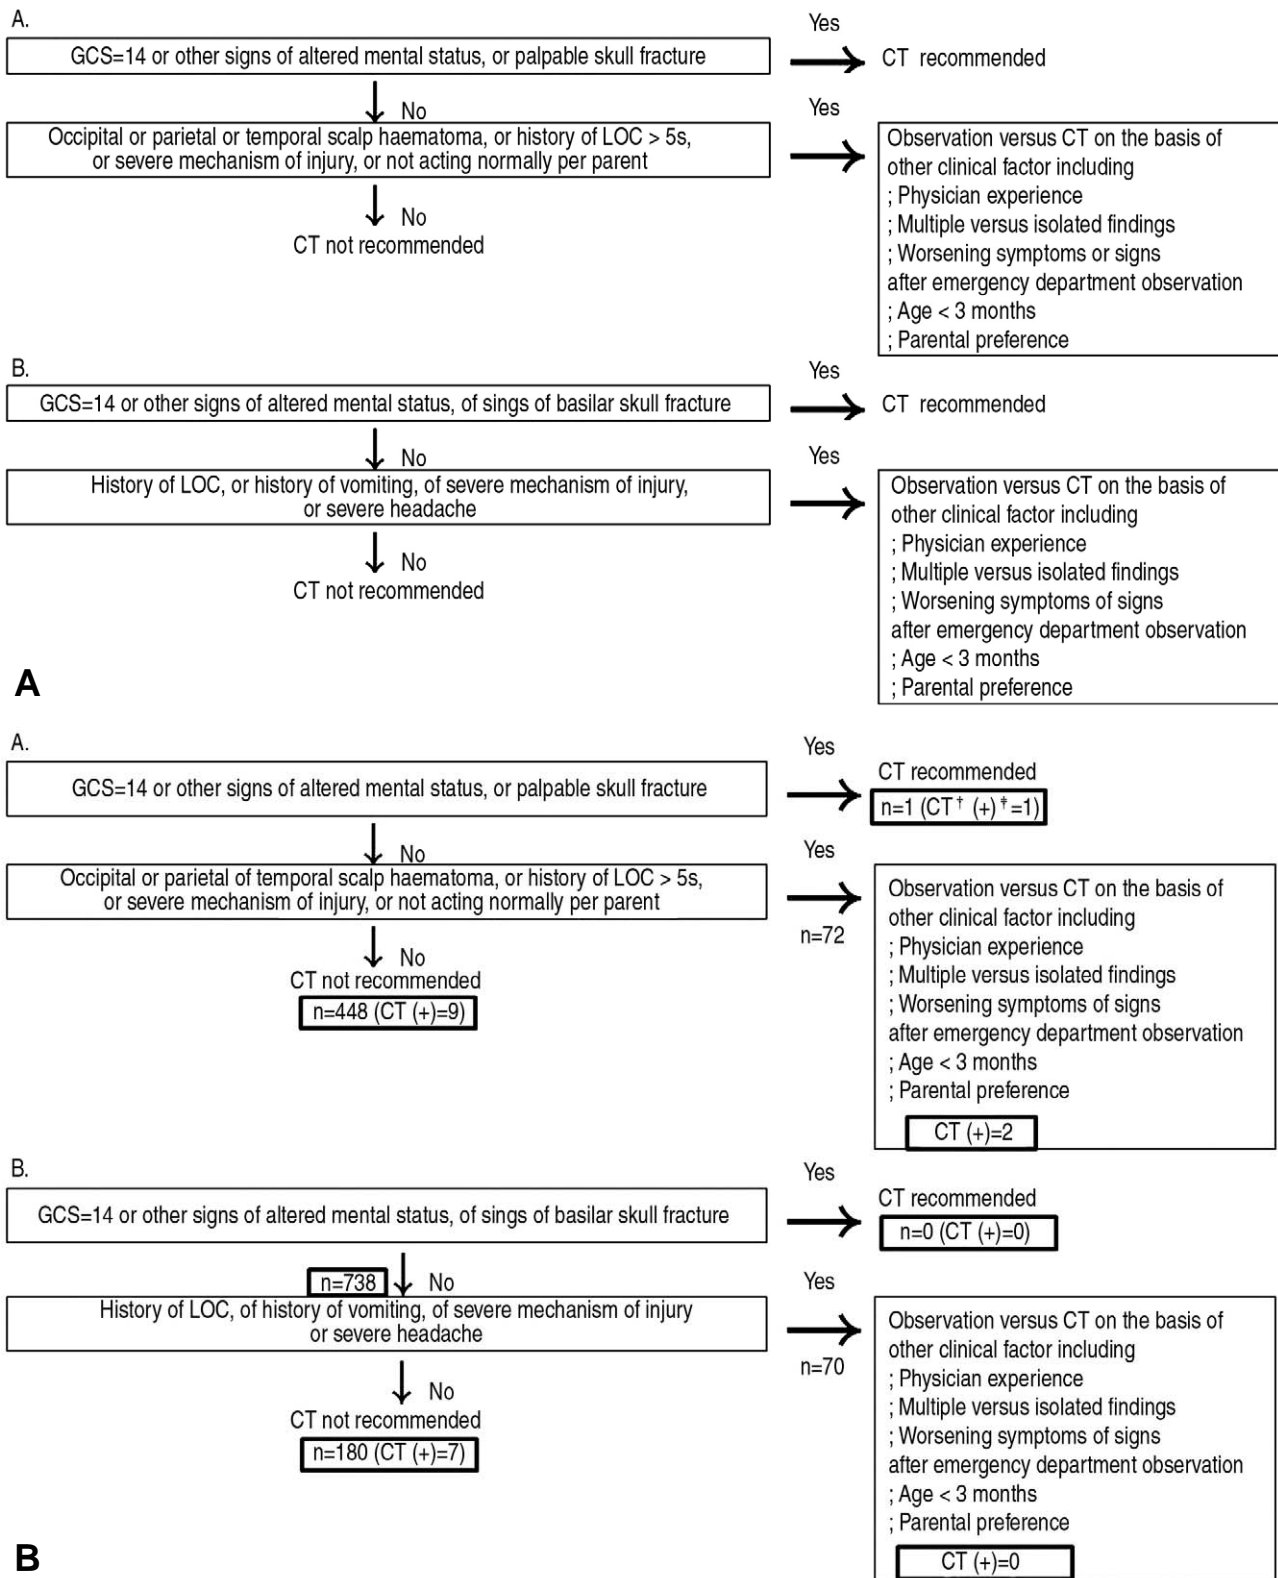 A.
Yes
GCS=14 or other signs of altered mental status, or palpable skull fracture
CT recommended
No
Yes
Occipital or parietal or temporal scalp haematoma, or history of LOC > 5s,
or severe mechanism of injury, or not acting normally per parent
Observation versus CT on the basis of
other clinical factor including
; Physician experience
; Multiple versus isolated findings
; Worsening symptoms or signs
after emergency department observation
; Age < 3 months
; Parental preference
No
CT not recommended
B.
Yes
GCS=14 or other signs of altered mental status, of sings of basilar skull fracture
CT recommended
No
Yes
History of LOC, or history of vomiting, of severe mechanism of injury,
or severe headache
Observation versus CT on the basis of
other clinical factor including
; Physician experience
; Multiple versus isolated findings
; Worsening symptoms of signs
after emergency department observation
; Age < 3 months
; Parental preference
No
CT not recommended
A
A.
Yes
GCS=14 or other signs of altered mental status, or palpable skull fracture
CT recommended
n=1 (CT † (+) ‡ =1)
No
Yes
n=72
Occipital or parietal of temporal scalp haematoma, or history of LOC > 5s,
or severe mechanism of injury, or not acting normally per parent
Observation versus CT on the basis of
other clinical factor including
; Physician experience
; Multiple versus isolated findings
; Worsening symptoms of signs
after emergency department observation
; Age < 3 months
; Parental preference
CT (+)=2
No
CT not recommended
n=448 (CT (+)=9)
B.
Yes
GCS=14 or other signs of altered mental status, of sings of basilar skull fracture
CT recommended
n=0 (CT (+)=0)
n=738
No
Yes
n=70
History of LOC, of history of vomiting, of severe mechanism of injury
or severe headache
Observation versus CT on the basis of
other clinical factor including
; Physician experience
; Multiple versus isolated findings
; Worsening symptoms of signs
after emergency department observation
; Age < 3 months
; Parental preference
CT (+)=0
No
CT not recommended
n=180 (CT (+)=7)
B